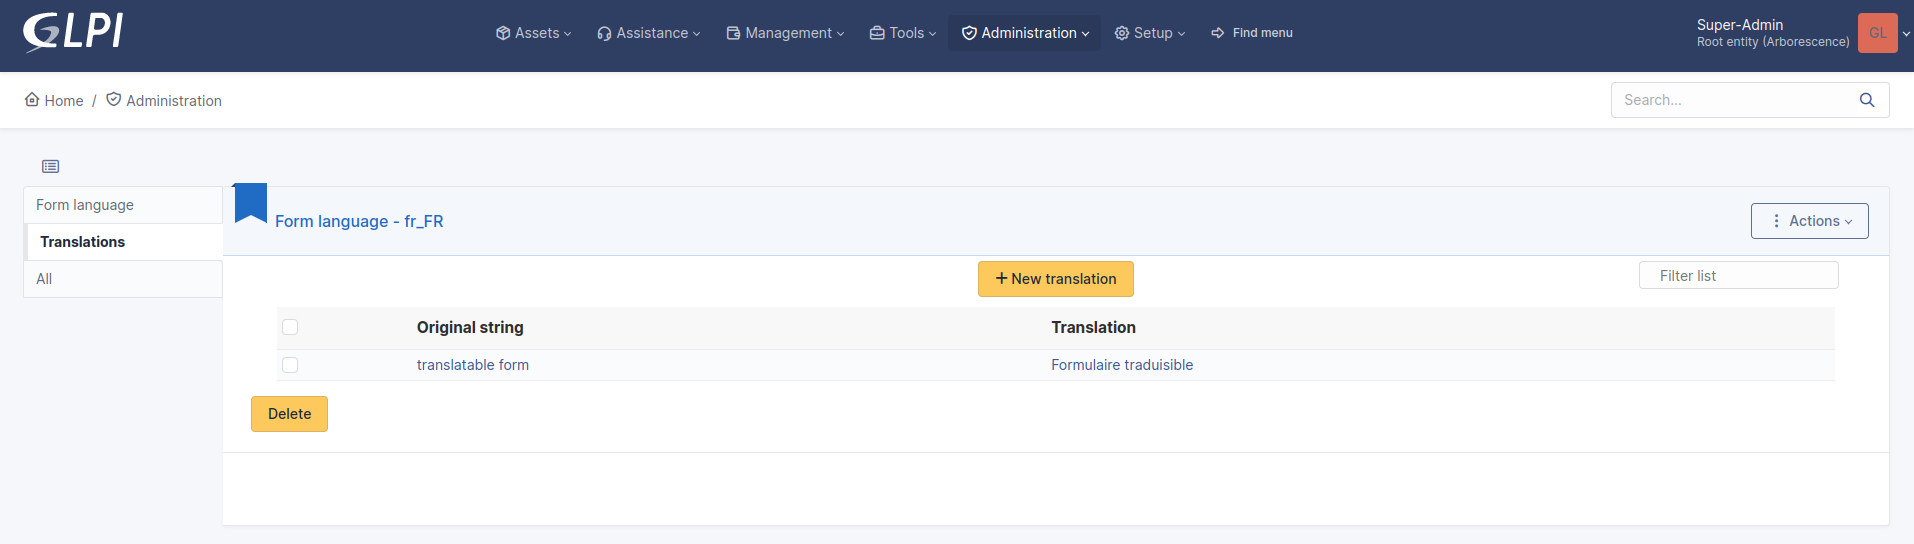 GLPI
Assets
Assistance
Management
Tools
Administration
Setup
Find menu
Super-Admin
Root entity (Arborescence)
GL
Home / Administration
Search...
Form language
Translations
All
Form language - fr_FR
Actions
+ New translation
Filter list
Original string Translation
translatable form Formulaire traduisible
Delete